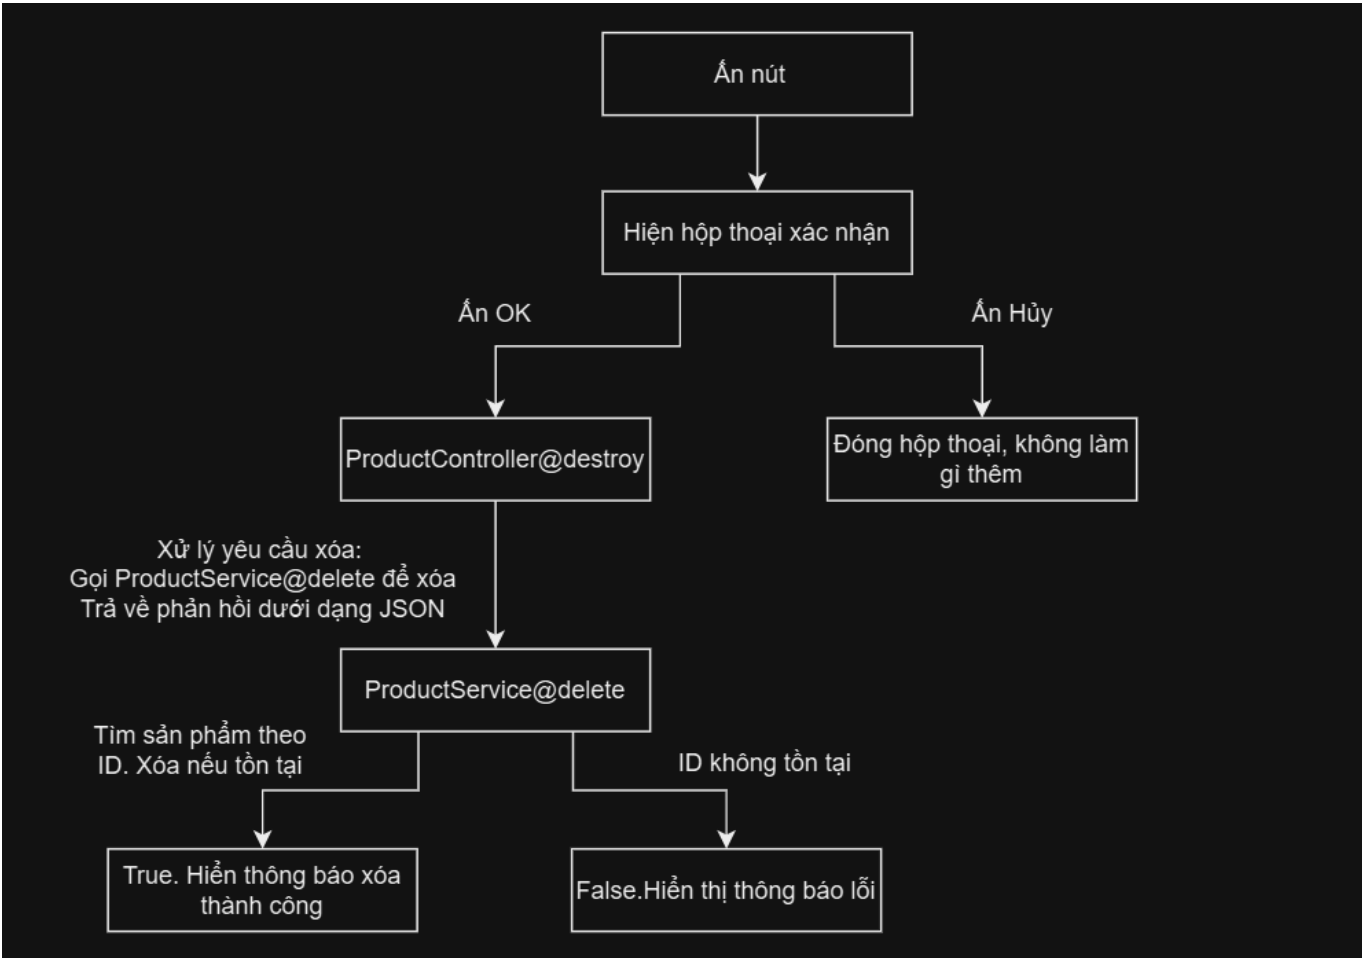 Ấn nút
Hiện hộp thoại xác nhận
Ấn OK
Ấn Hủy
ProductController@destroy
Đóng hộp thoại, không làm
gì thêm
Xử lý yêu cầu xóa:
Gọi ProductService@delete để xóa
Trả về phản hồi dưới dạng JSON
ProductService@delete
Tìm sản phẩm theo
ID. Xóa nếu tồn tại
ID không tồn tại
True. Hiển thông báo xóa
thành công
False.Hiển thị thông báo lỗi